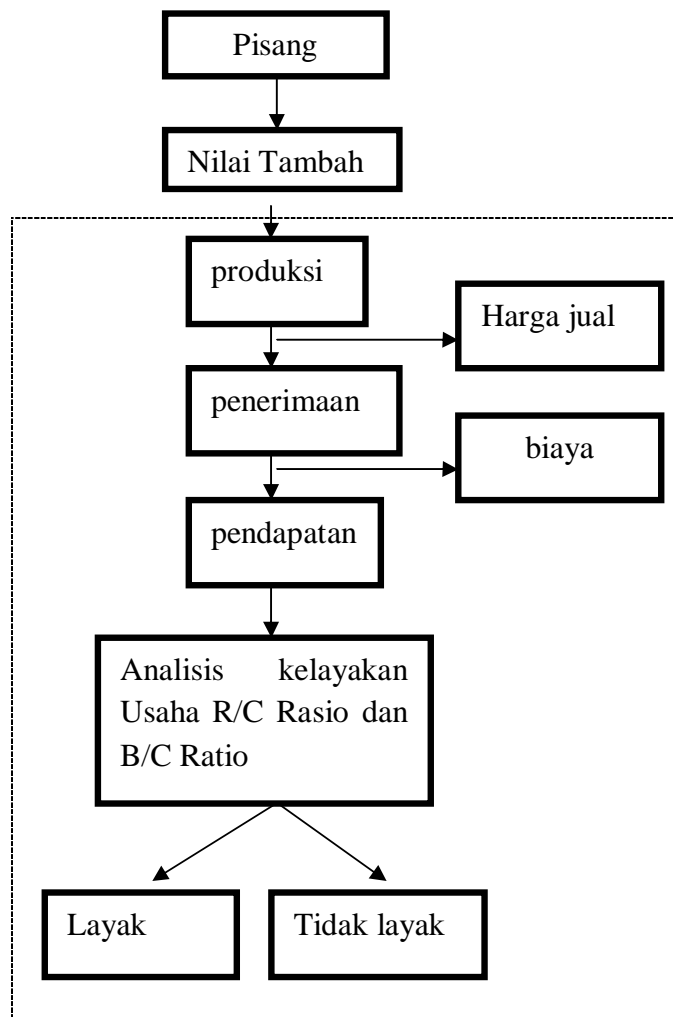 Pisang
Nilai Tambah
produksi
Harga jual
penerimaan
biaya
pendapatan
Analisis kelayakan
Usaha R/C Rasio dan
B/C Ratio
Layak
Tidak layak